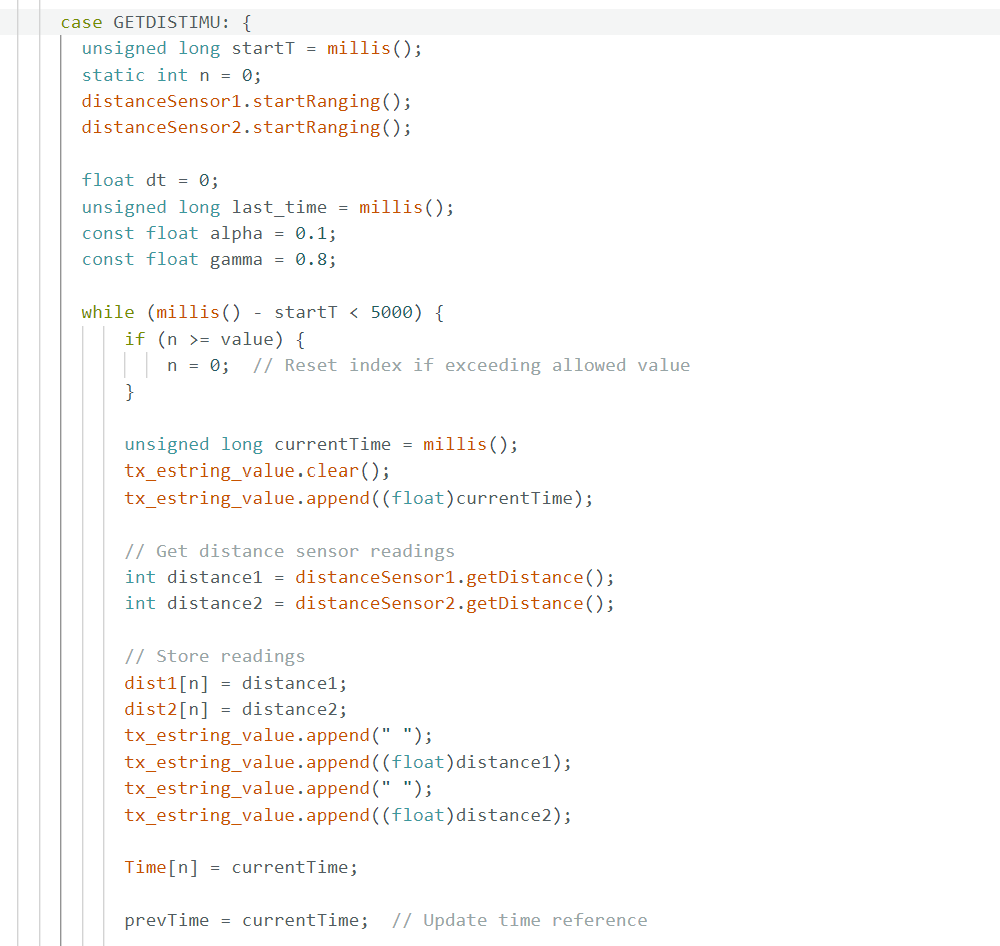 case GETDISTIMU: {
unsigned long startT = millis();
static int n = 0;
distanceSensor1.startRanging();
distanceSensor2.startRanging();
float dt = 0;
unsigned long last_time = millis();
const float alpha = 0.1;
const float gamma = 0.8;
while (millis() - startT < 5000) {
if (n >= value) {
n = 0;  // Reset index if exceeding allowed value
}
unsigned long currentTime = millis();
tx_estring_value.clear();
tx_estring_value.append((float)currentTime);
// Get distance sensor readings
int distance1 = distanceSensor1.getDistance();
int distance2 = distanceSensor2.getDistance();
// Store readings
dist1[n] = distance1;
dist2[n] = distance2;
tx_estring_value.append(" ");
tx_estring_value.append((float)distance1);
tx_estring_value.append(" ");
tx_estring_value.append((float)distance2);
Time[n] = currentTime;
prevTime = currentTime;  // Update time reference